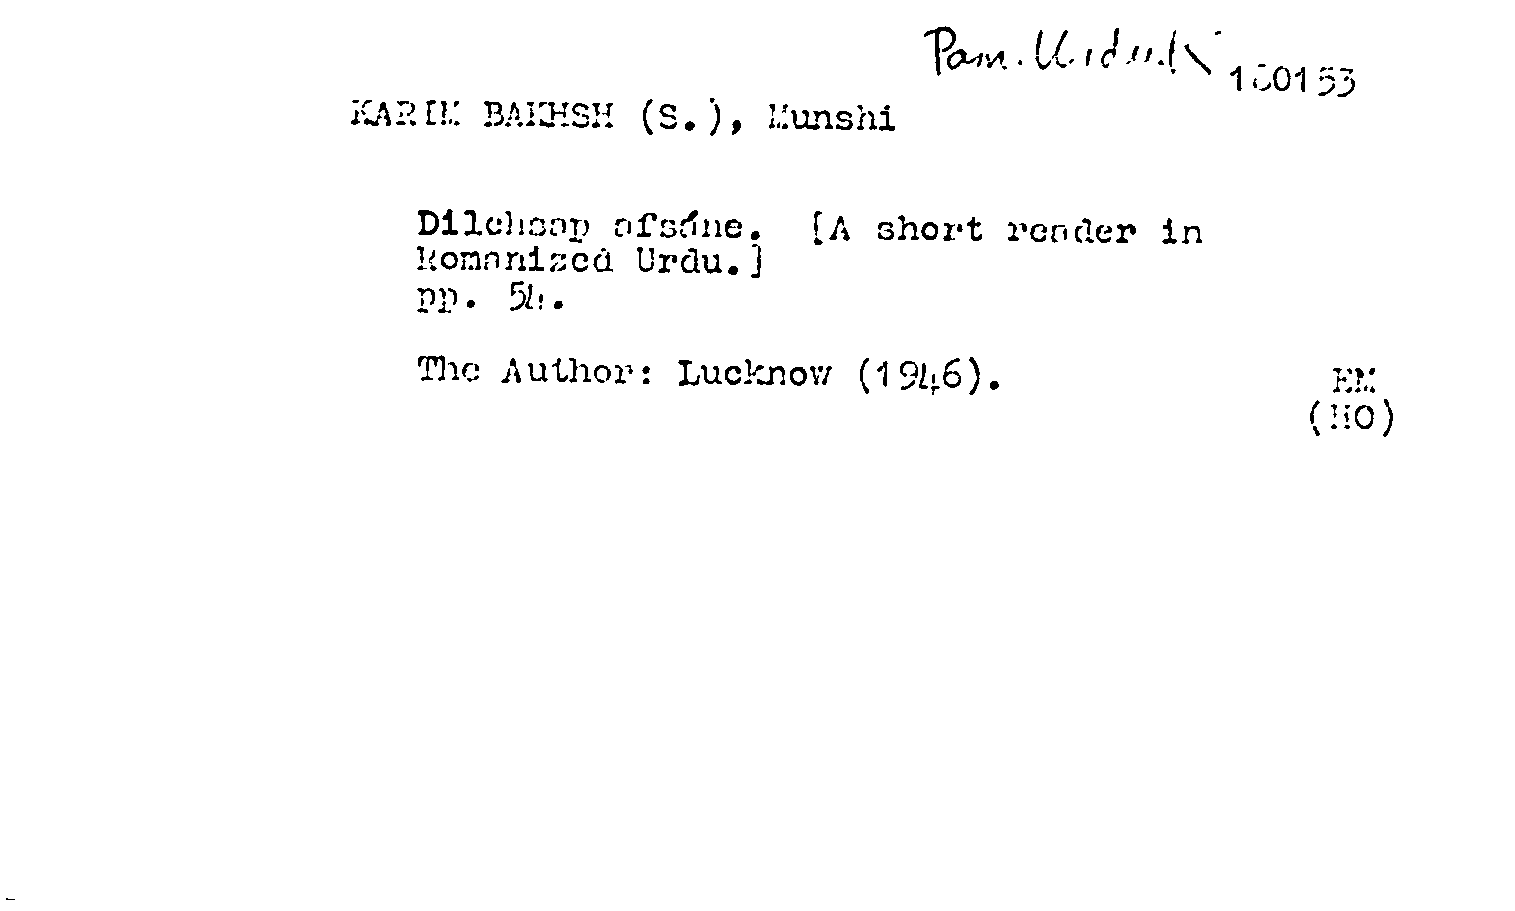 Pam. Urdu K 160153
KARIM BAKHSH (S.), Munshi
Dilchasp afsáne. [A short reader in
Romanized Urdu.]
pp. 54.
The Author: Lucknow (1946).
EM
(HO)